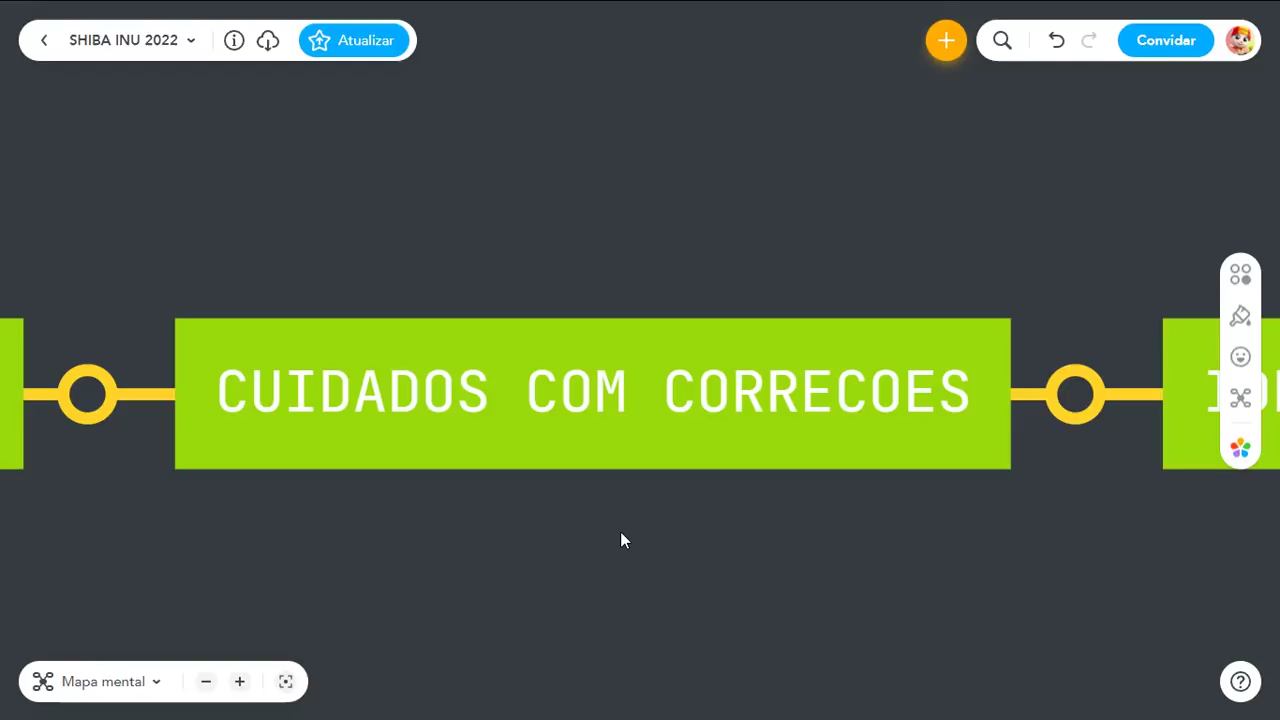 SHIBA INU 2022
Atualizar
Convidar
CUIDADOS COM CORRECOES
Mapa mental